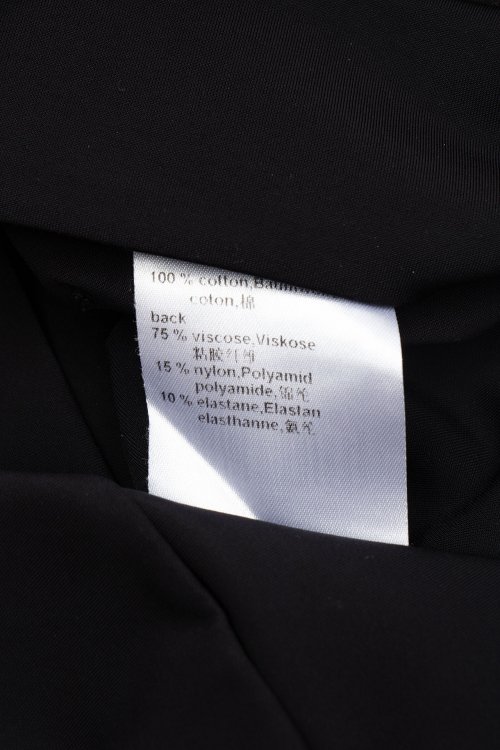 100 % cotton,Baumwolle
coton,棉
back
75 % viscose,Viskose
粘胶纤维
15 % nylon,Polyamid
polyamide,锦纶
10 % elastane,Elastan
elasthanne,氨纶